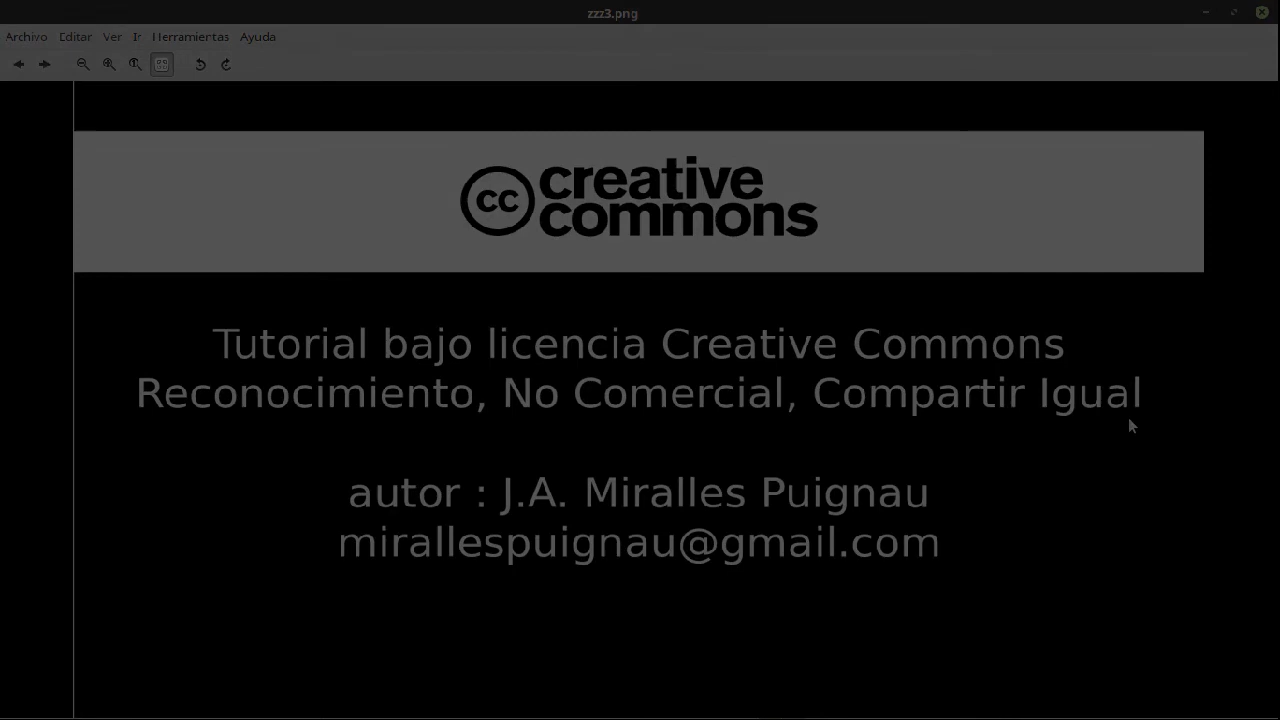 zzz3.png
Archivo Editar Ver Ir Herramientas Ayuda
cc creative
commons
Tutorial bajo licencia Creative Commons
Reconocimiento, No Comercial, Compartir Igual
autor : J.A. Miralles Puignau
mirallespuignau@gmail.com